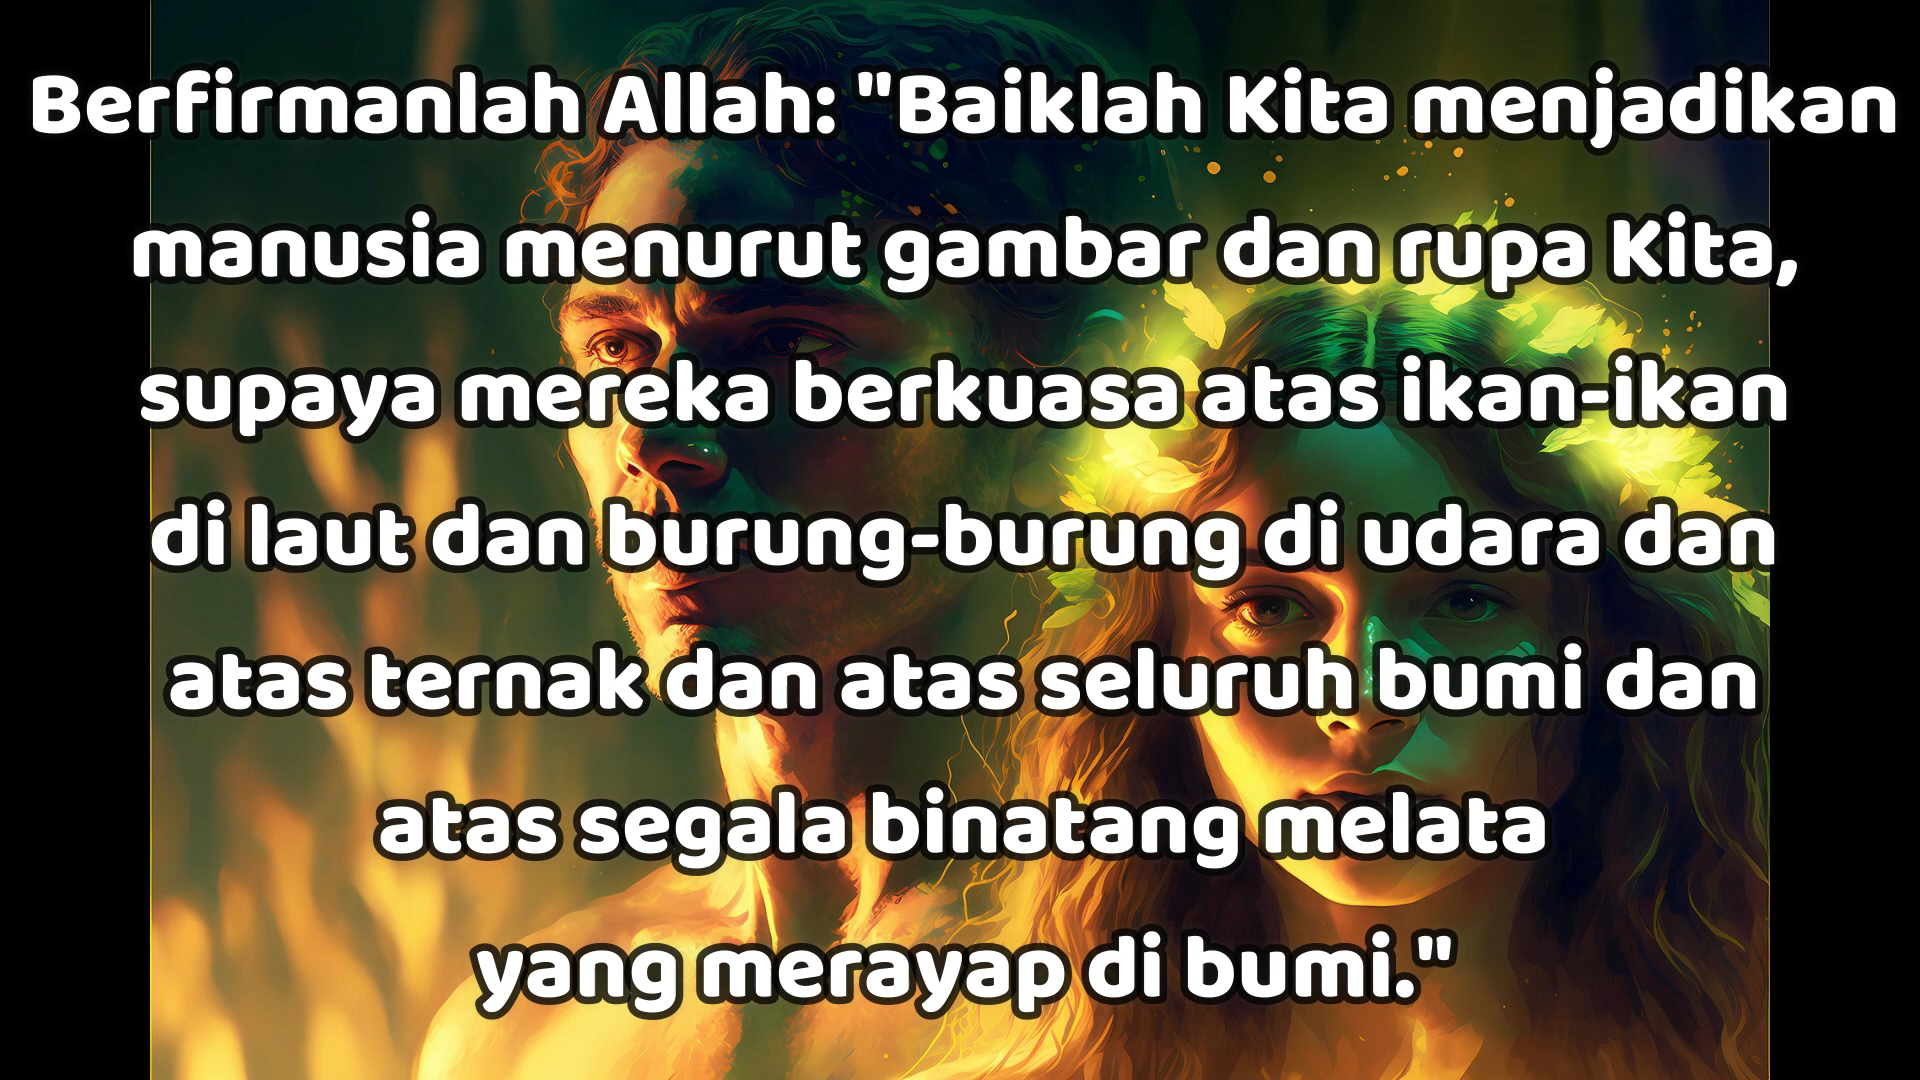 Berfirmanlah Allah: "Baiklah Kita menjadikan
manusia menurut gambar dan rupa Kita,
supaya mereka berkuasa atas ikan-ikan
di laut dan burung-burung di udara dan
atas ternak dan atas seluruh bumi dan
atas segala binatang melata
yang merayap di bumi."